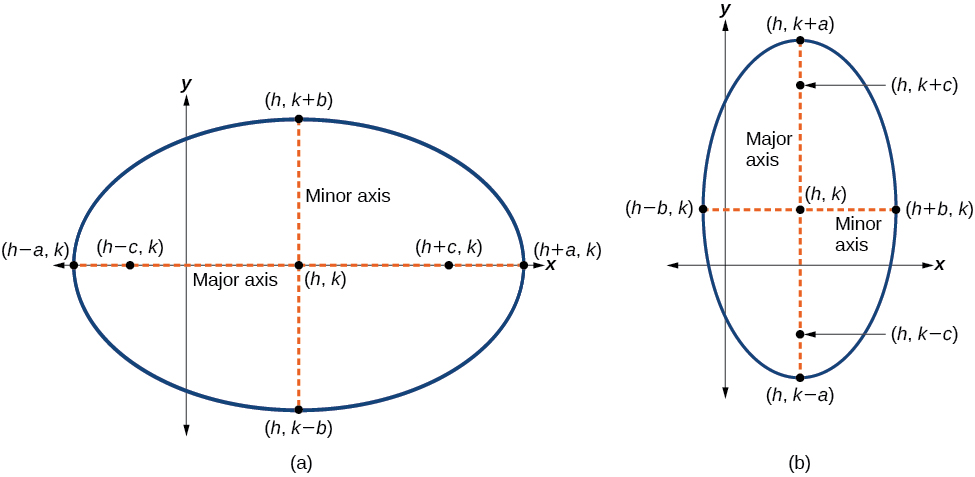 y
(h, k+b)
Minor axis
(h−a, k)
(h−c, k)
(h+c, k)
(h+a, k)
x
Major axis
(h, k)
(h, k−b)
(a)
y
(h, k+a)
(h, k+c)
Major
axis
(h, k)
(h−b, k)
(h+b, k)
Minor
axis
x
(h, k−c)
(h, k−a)
(b)